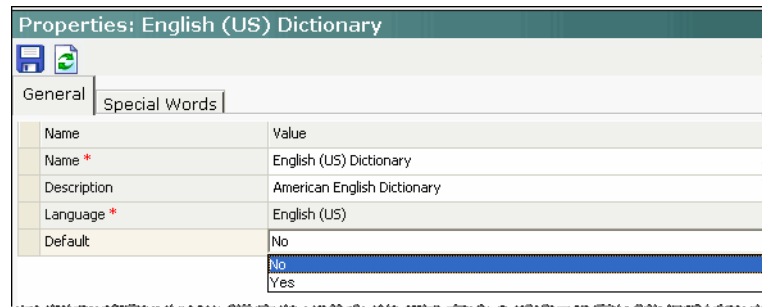 Properties: English (US) Dictionary
General Special Words
Name Value
Name * English (US) Dictionary
Description American English Dictionary
Language * English (US)
Default No
No
Yes